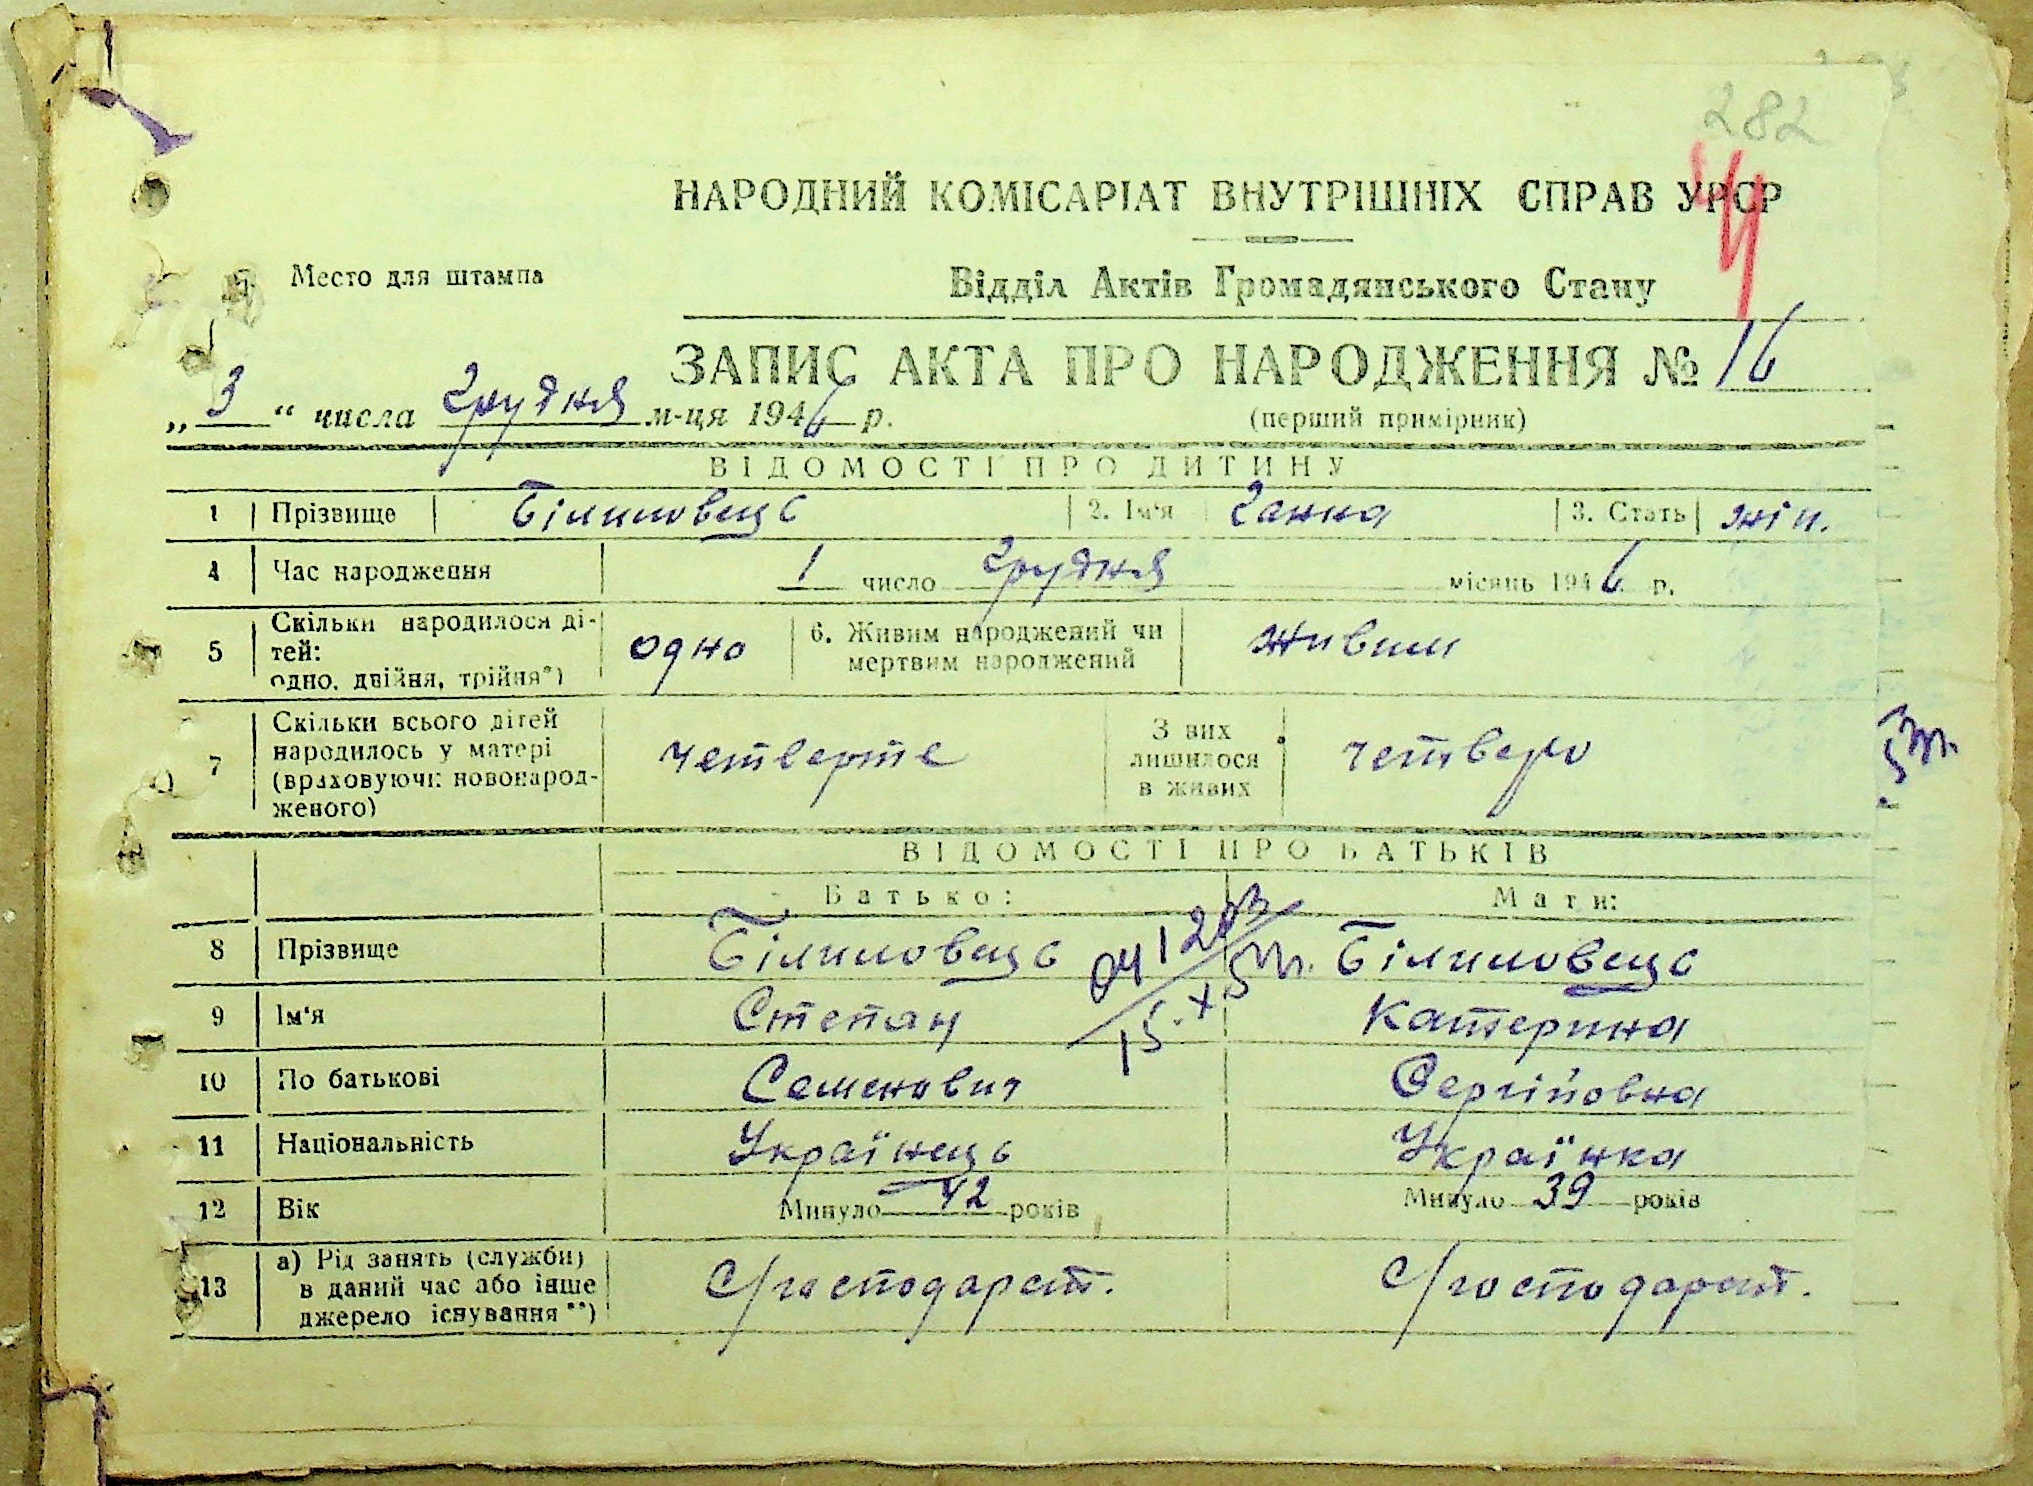 282
4
НАРОДНИЙ КОМІСАРІАТ ВНУТРІШНІХ СПРАВ УРСР
Место для штампа
Відділ Актів Громадянського Стану
ЗАПИС АКТА ПРО НАРОДЖЕННЯ № 16
„3“ числа грудня м-ця 1946 р.
(перший примірник)
ВІДОМОСТІ ПРО ДИТИНУ
1 Прізвище Білимовець 2. Ім'я Ганна 3. Стать жін.
4 Час народження 1 число грудня місяць 1946 р.
5 Скільки народилося дітей: одно, двійня, трійня*) одно 6. Живим народжений чи мертвим народжений живим
7 Скільки всього дітей народилось у матері (враховуючи новонародженого) четверте З них лишилося в живих четверо
ВІДОМОСТІ ПРО БАТЬКІВ
Батько: Мати:
8 Прізвище Білимовець Білимовець
9 Ім'я Степан Катерина
10 По батькові Семенович Сергіївна
11 Національність Українець Українка
12 Вік Минуло 42 років Минуло 39 років
13 а) Рід занять (служби) в даний час або інше джерело існування**) с/господарст. с/господарст.